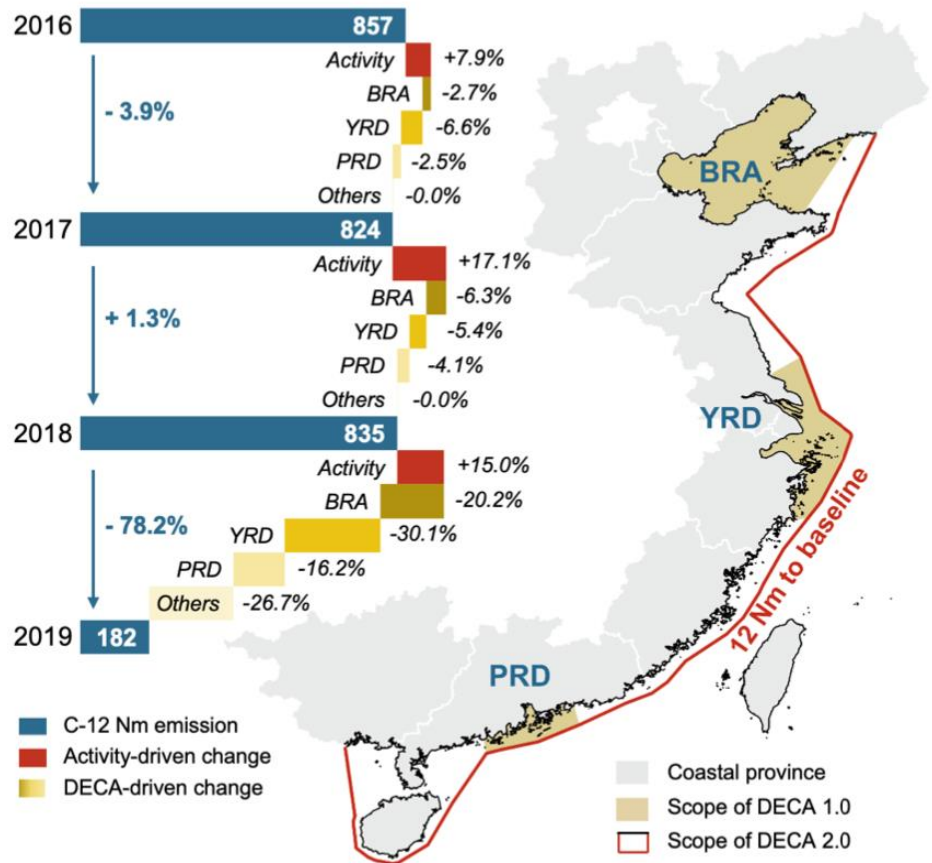 2016
857
Activity +7.9%
BRA -2.7%
- 3.9%
YRD -6.6%
PRD -2.5%
Others -0.0%
2017
824
Activity +17.1%
BRA -6.3%
+ 1.3%
YRD -5.4%
PRD -4.1%
Others -0.0%
2018
835
Activity +15.0%
BRA -20.2%
- 78.2%
YRD -30.1%
PRD -16.2%
Others -26.7%
2019
182
BRA
YRD
12 Nm to baseline
PRD
C-12 Nm emission
Activity-driven change
DECA-driven change
Coastal province
Scope of DECA 1.0
Scope of DECA 2.0